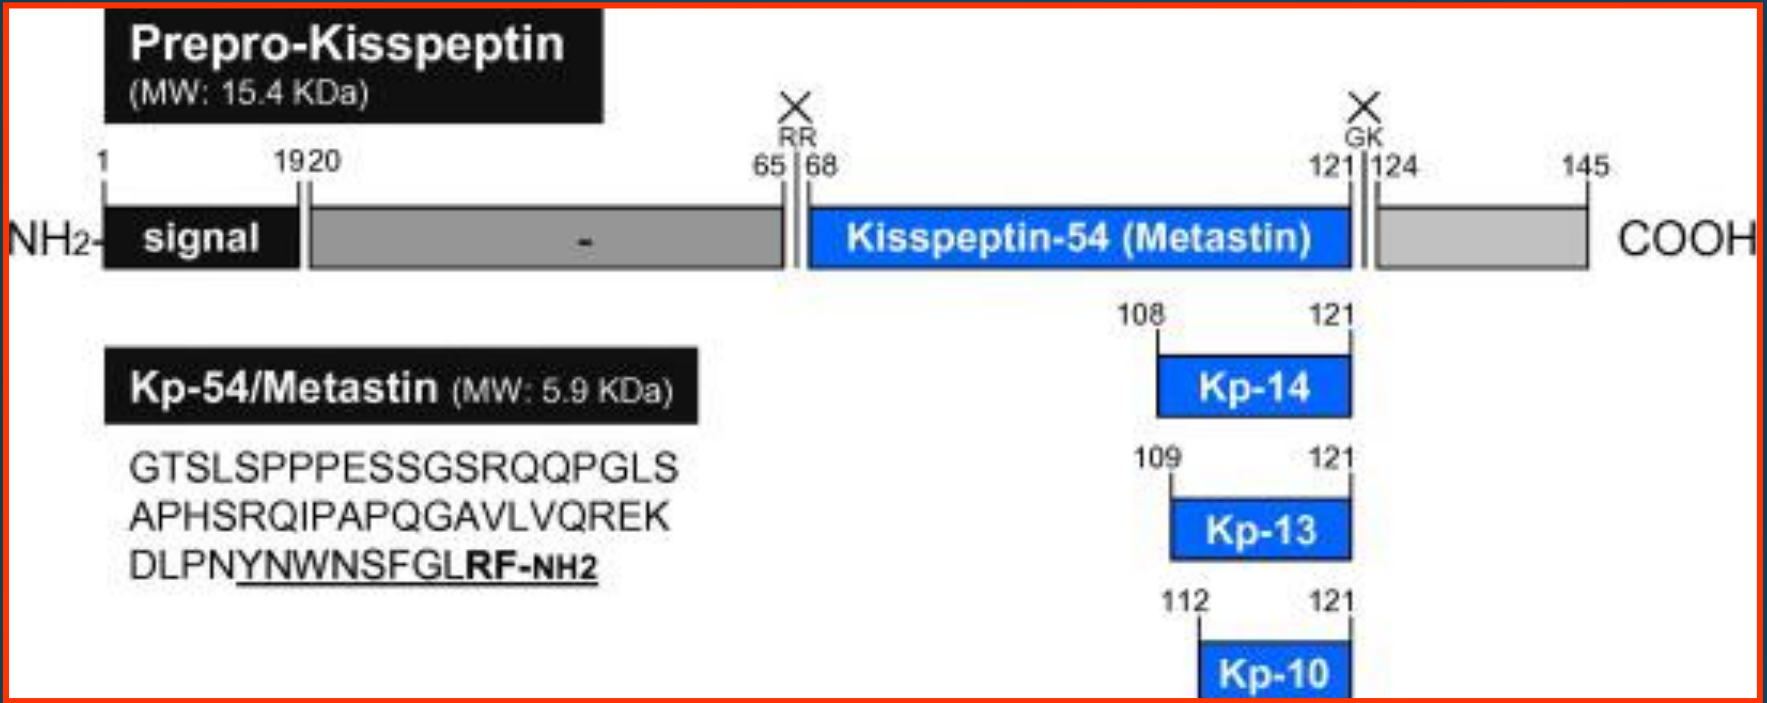 Prepro-Kisspeptin
(MW: 15.4 KDa)
RR GK
1 19 20 65 68 121 124 145
NH2- signal - Kisspeptin-54 (Metastin) COOH
108 121
Kp-14
Kp-54/Metastin (MW: 5.9 KDa)
GTSLSPPPESSGSRQQPGLS
APHSRQIPAPQGAVLVQREK
DLPNYNWNSFGLRF-NH2
109 121
Kp-13
112 121
Kp-10